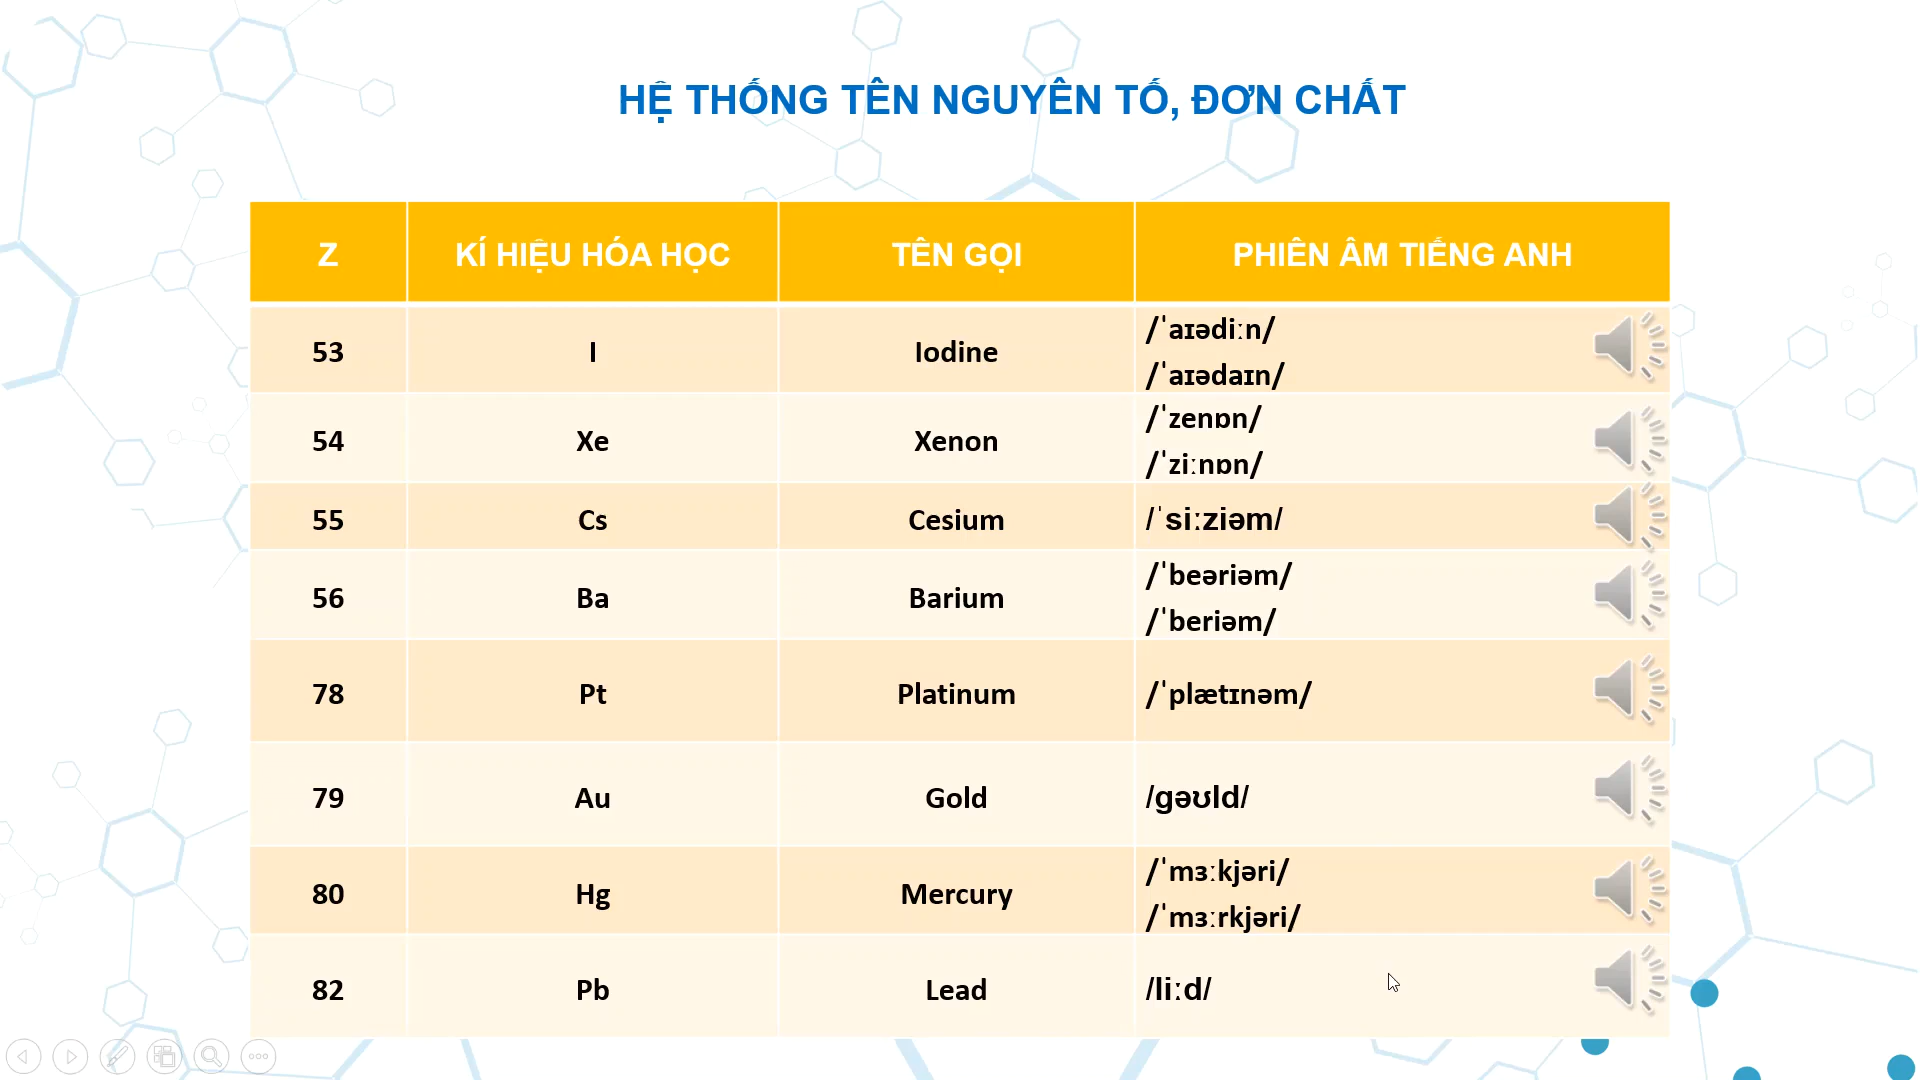 HỆ THỐNG TÊN NGUYÊN TỐ, ĐƠN CHẤT
Z KÍ HIỆU HÓA HỌC TÊN GỌI PHIÊN ÂM TIẾNG ANH
53 I Iodine /ˈaɪədiːn/
/ˈaɪədaɪn/
54 Xe Xenon /ˈzenɒn/
/ˈziːnɒn/
55 Cs Cesium /ˈsiːziəm/
56 Ba Barium /ˈbeəriəm/
/ˈberiəm/
78 Pt Platinum /ˈplætɪnəm/
79 Au Gold /ɡəʊld/
80 Hg Mercury /ˈmɜːkjəri/
/ˈmɜːrkjəri/
82 Pb Lead /liːd/